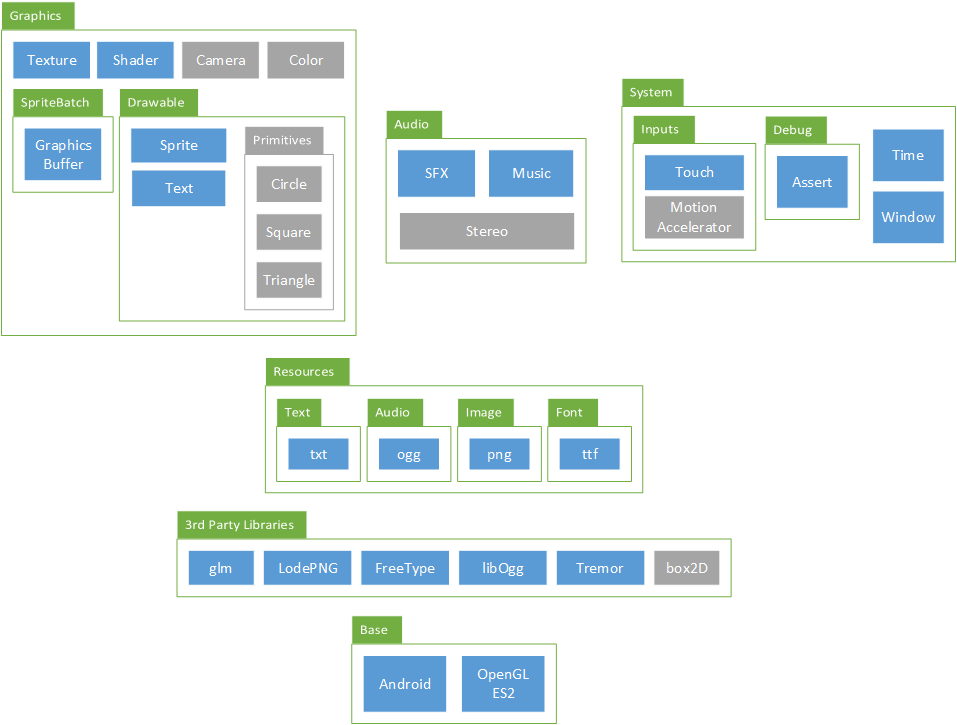 Graphics
Texture
Shader
Camera
Color
SpriteBatch
Graphics
Buffer
Drawable
Sprite
Text
Primitives
Circle
Square
Triangle
Audio
SFX
Music
Stereo
System
Inputs
Touch
Motion
Accelerator
Debug
Assert
Time
Window
Resources
Text
txt
Audio
ogg
Image
png
Font
ttf
3rd Party Libraries
glm
LodePNG
FreeType
libOgg
Tremor
box2D
Base
Android
OpenGL
ES2